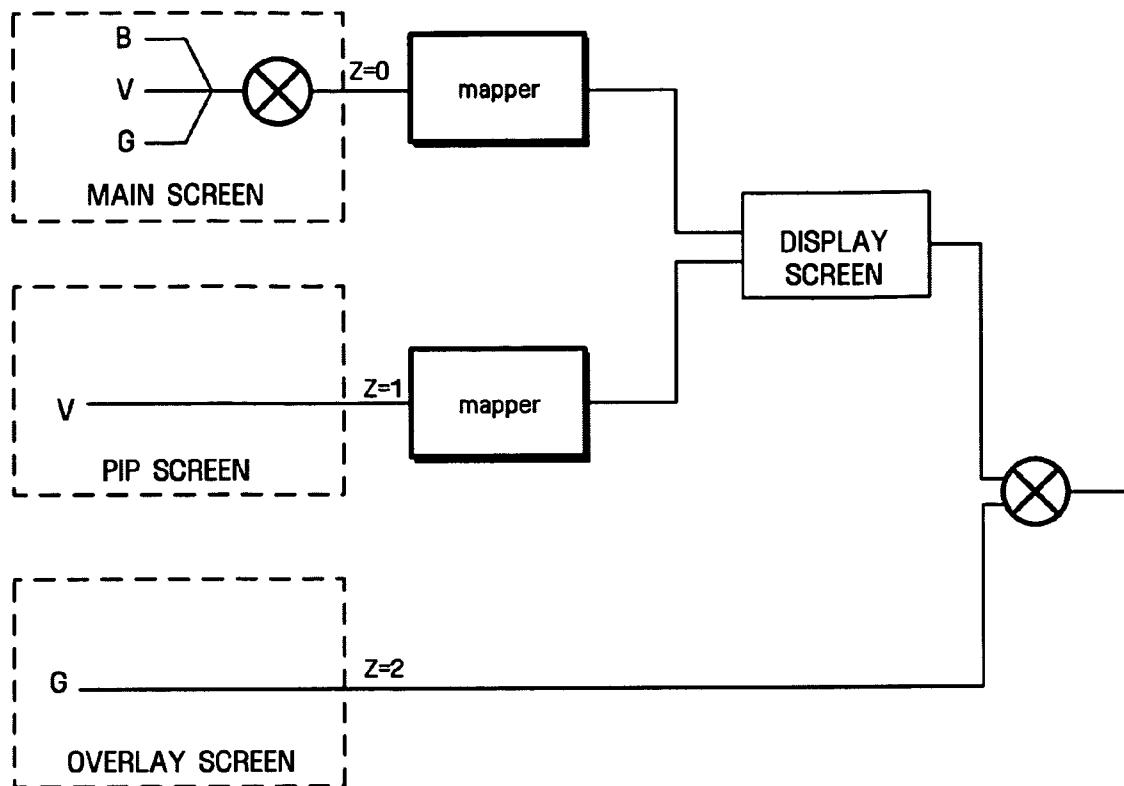 B
V
G
MAIN SCREEN
Z=0
mapper
DISPLAY
SCREEN
V
PIP SCREEN
Z=1
mapper
G
OVERLAY SCREEN
Z=2